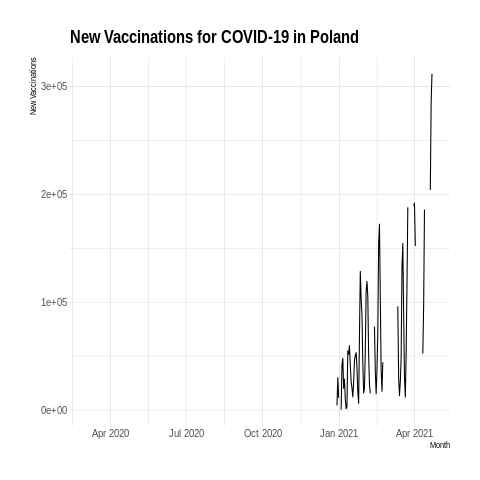 New Vaccinations for COVID-19 in Poland
New Vaccinations
3e+05
2e+05
1e+05
0e+00
Apr 2020 Jul 2020 Oct 2020 Jan 2021 Apr 2021
Month